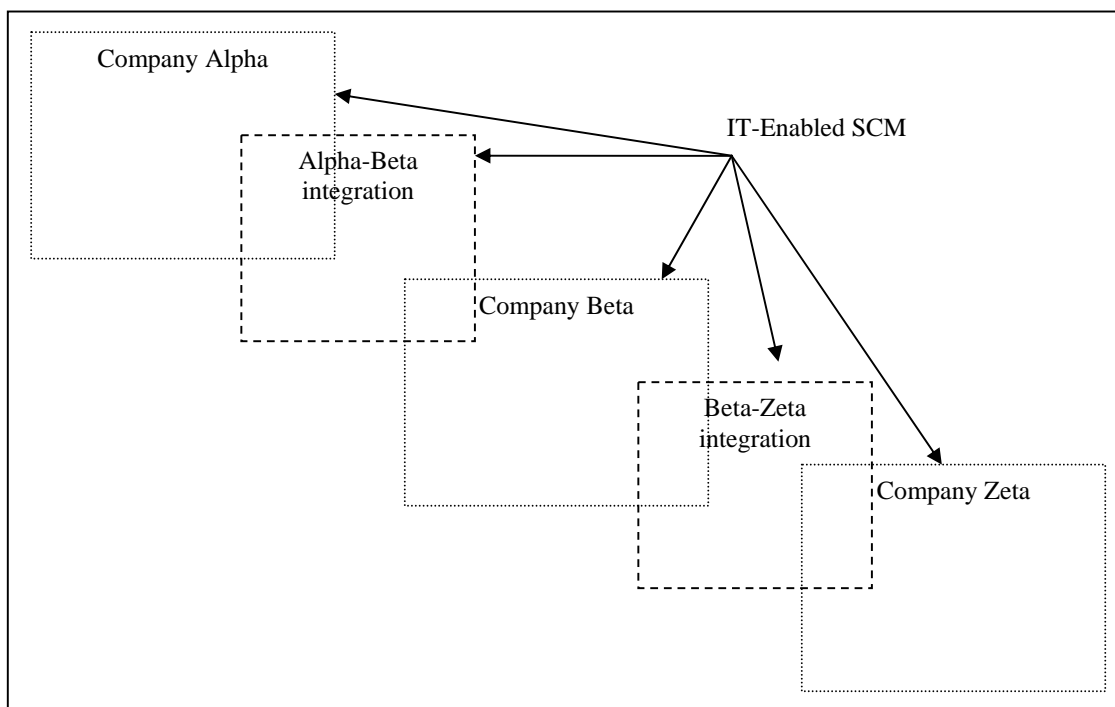 Company Alpha
IT-Enabled SCM
Alpha-Beta
integration
Company Beta
Beta-Zeta
integration
Company Zeta